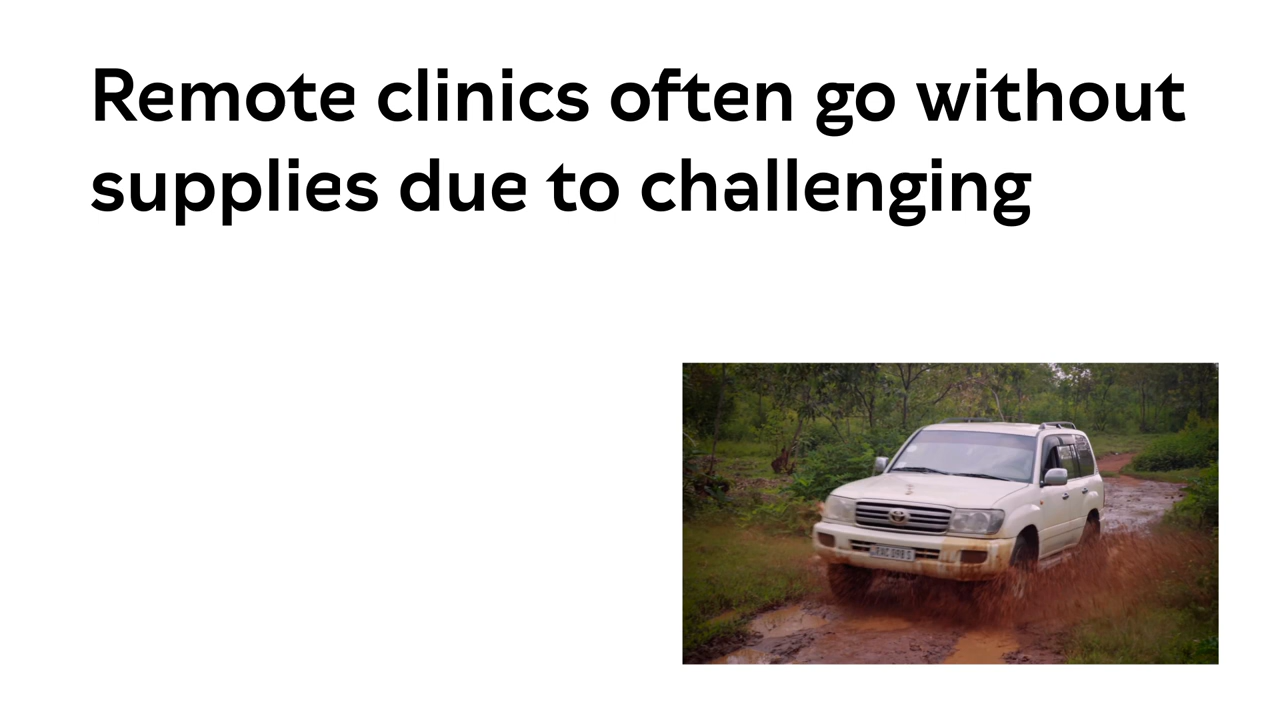 Remote clinics often go without
supplies due to challenging